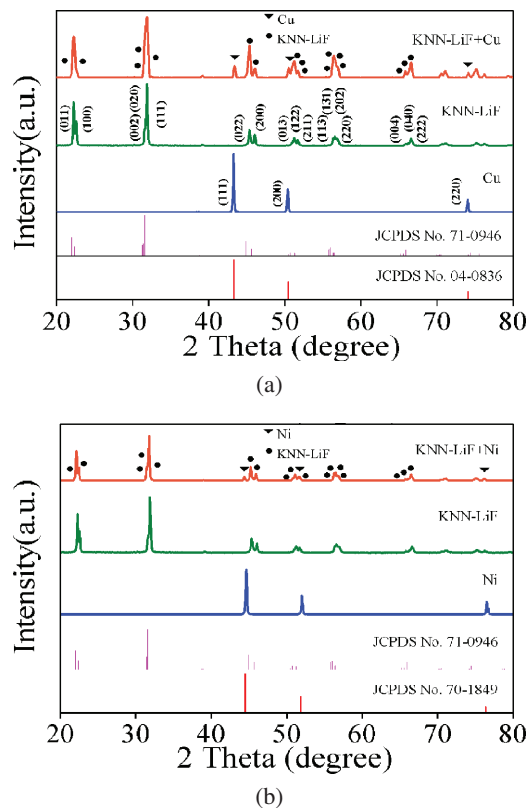 Cu
KNN-LiF
KNN-LiF+Cu
(011)
(100)
(002)
(020)
(111)
KNN-LiF
(022)
(200)
(013)
(122)
(211)
(113)
(131)
(202)
(220)
(004)
(040)
(222)
Cu
(111)
(200)
(220)
JCPDS No. 71-0946
JCPDS No. 04-0836
Intensity(a.u.)
20 30 40 50 60 70 80
2 Theta (degree)
(a)
Ni
KNN-LiF
KNN-LiF+Ni
KNN-LiF
Ni
JCPDS No. 71-0946
JCPDS No. 70-1849
Intensity(a.u.)
20 30 40 50 60 70 80
2 Theta (degree)
(b)